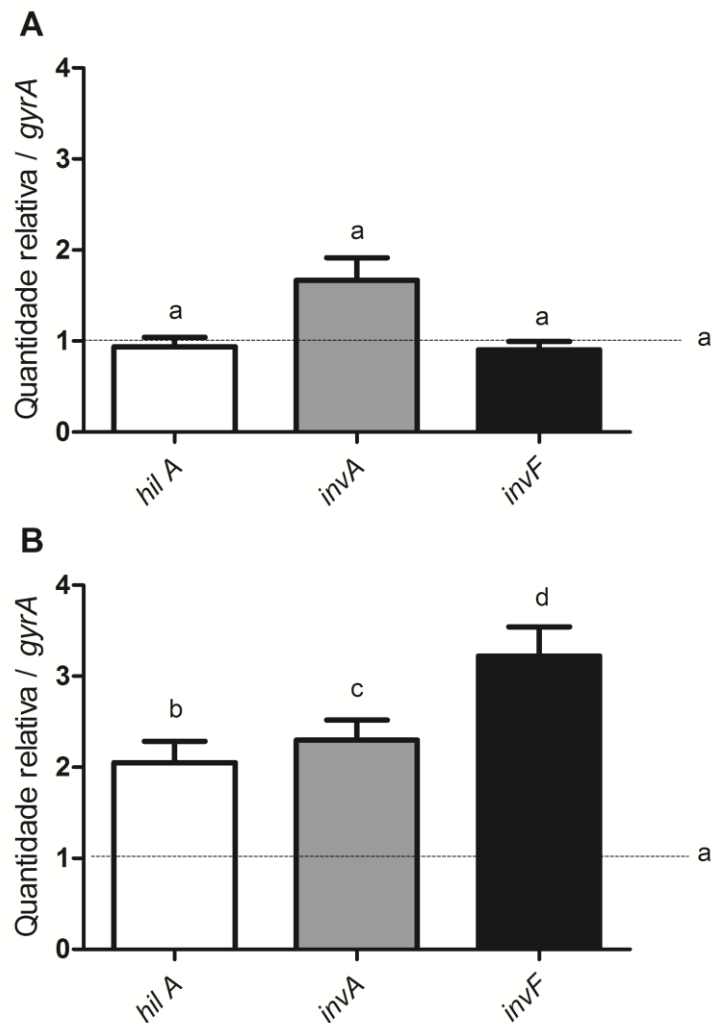 A
Quantidade relativa / gyrA
4
3
2
1
0
a
a
a
a
hil A
invA
invF
B
Quantidade relativa / gyrA
4
3
2
1
0
b
c
d
a
hil A
invA
invF